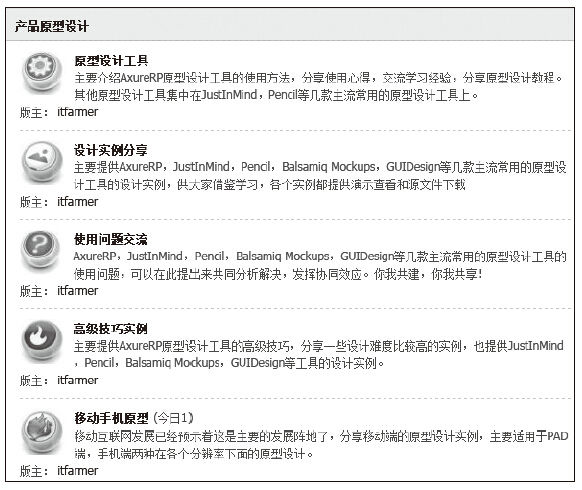 产品原型设计
原型设计工具
主要介绍AxureRP原型设计工具的使用方法，分享使用心得，交流学习经验，分享原型设计教程。
其他原型设计工具集中在JustInMind，Pencil等几款主流常用的原型设计工具上。
版主： itfarmer
设计实例分享
主要提供AxureRP，JustInMind，Pencil，Balsamiq Mockups，GUIDesign等几款主流常用的原型设
计工具的设计实例，供大家借鉴学习，各个实例都提供演示查看和源文件下载
版主： itfarmer
使用问题交流
AxureRP，JustInMind，Pencil，Balsamiq Mockups，GUIDesign等几款主流常用的原型设计工具的
使用问题，可以在此提出来共同分析解决，发挥协同效应。你我共建，你我共享！
版主： itfarmer
高级技巧实例
主要提供AxureRP原型设计工具的高级技巧，分享一些设计难度比较高的实例，也提供JustInMind
，Pencil，Balsamiq Mockups，GUIDesign等工具的设计实例。
版主： itfarmer
移动手机原型 (今日1)
移动互联网发展已经预示着这是主要的发展阵地了，分享移动端的原型设计实例，主要适用于PAD
端，手机端两种在各个分辨率下面的原型设计。
版主： itfarmer